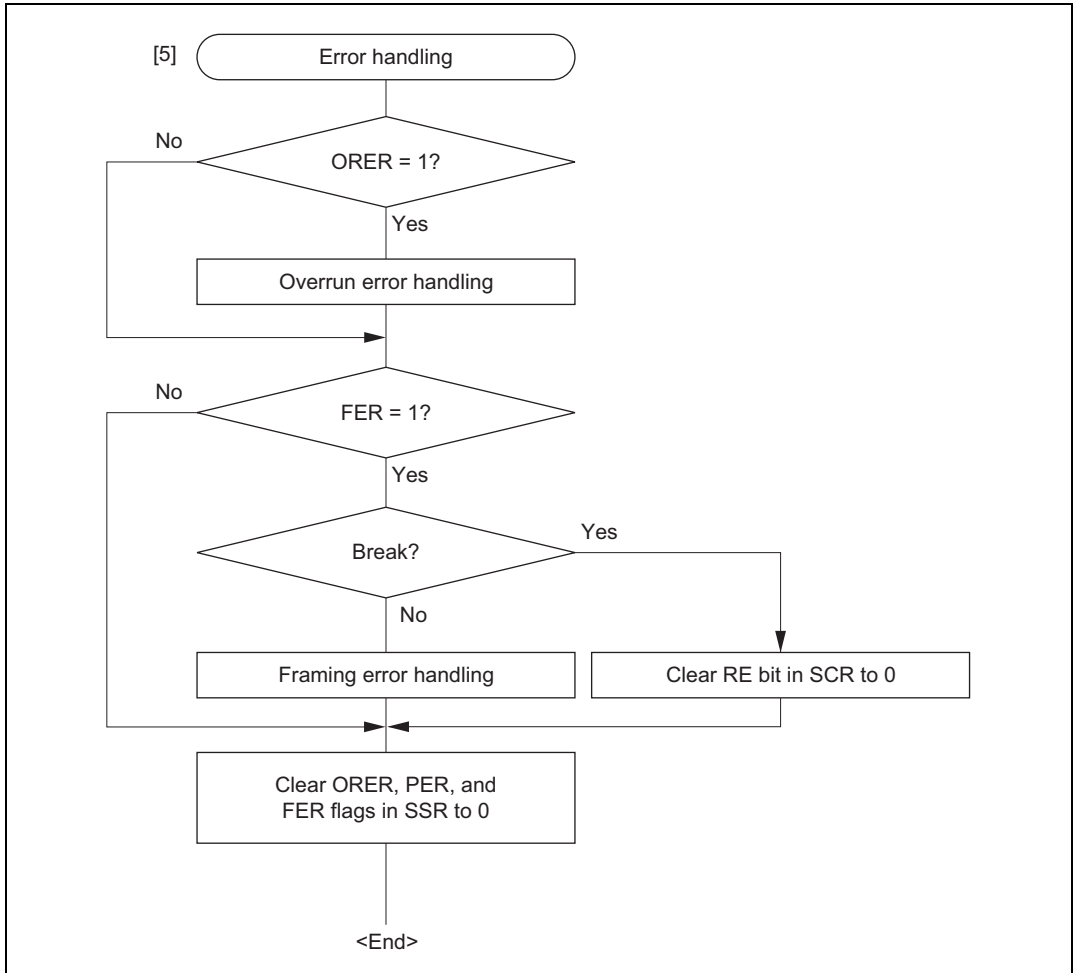 [5] Error handling
No
ORER = 1?
Yes
Overrun error handling
No
FER = 1?
Yes
Break?
Yes
No
Framing error handling
Clear RE bit in SCR to 0
Clear ORER, PER, and
FER flags in SSR to 0
<End>